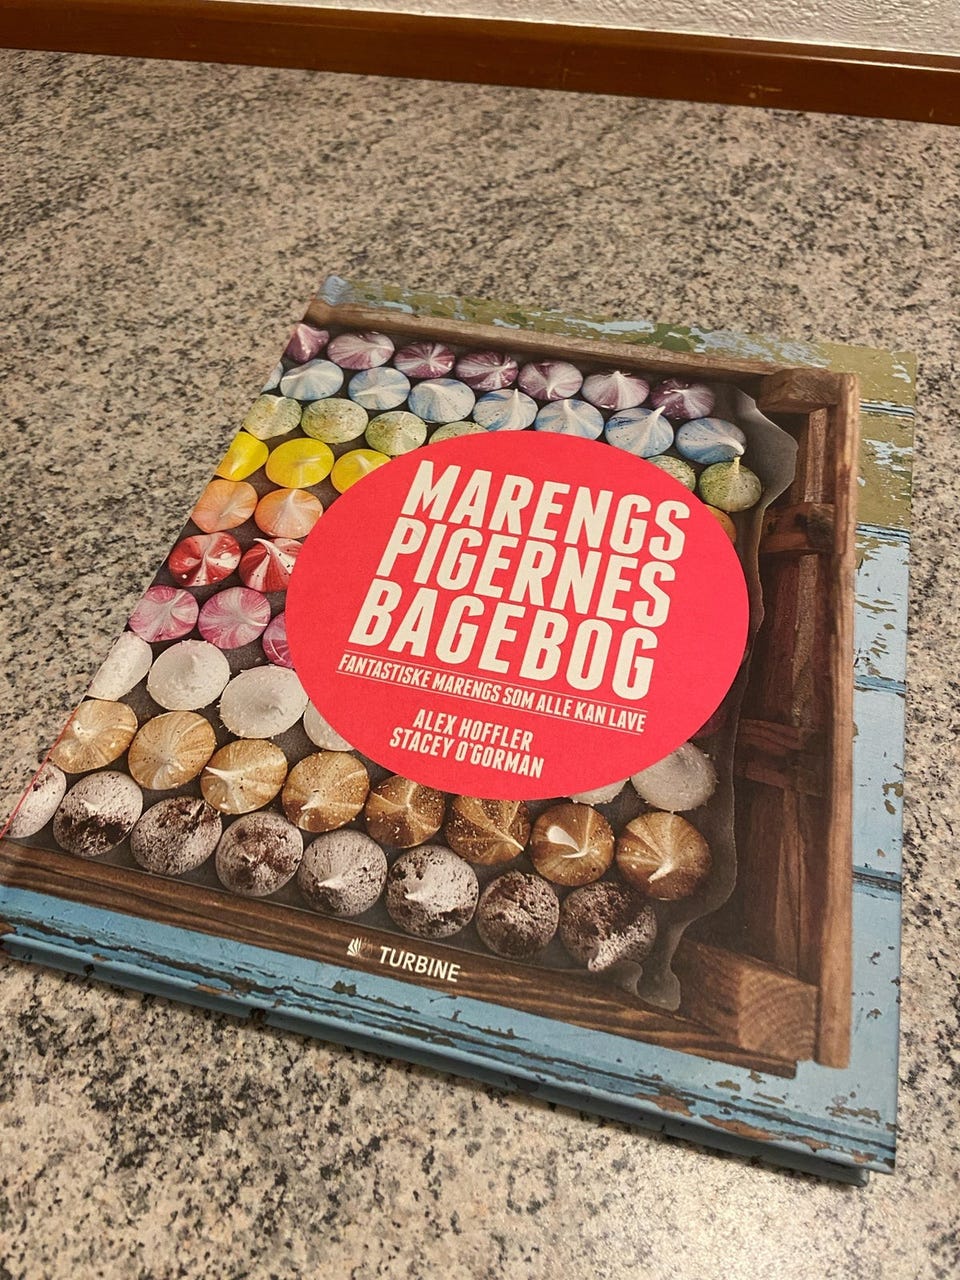 MARENGS
PIGERNES
BAGEBOG
FANTASTISKE MARENGS SOM ALLE KAN LAVE
ALEX HOFFLER
STACEY O'GORMAN
TURBINE